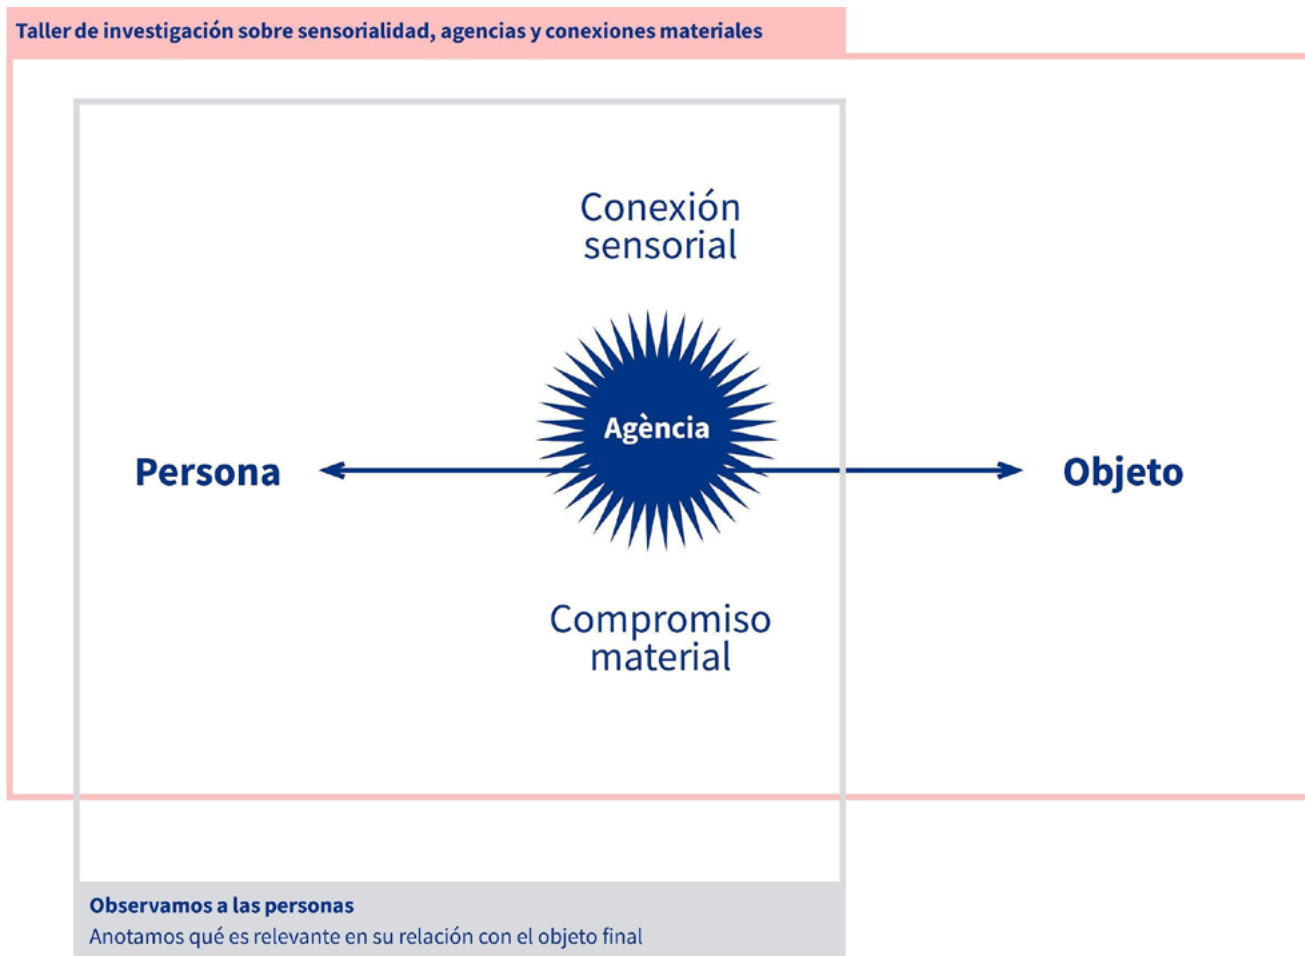 Taller de investigación sobre sensorialidad, agencias y conexiones materiales
Conexión
sensorial
Agència
Persona
Objeto
Compromiso
material
Observamos a las personas
Anotamos qué es relevante en su relación con el objeto final